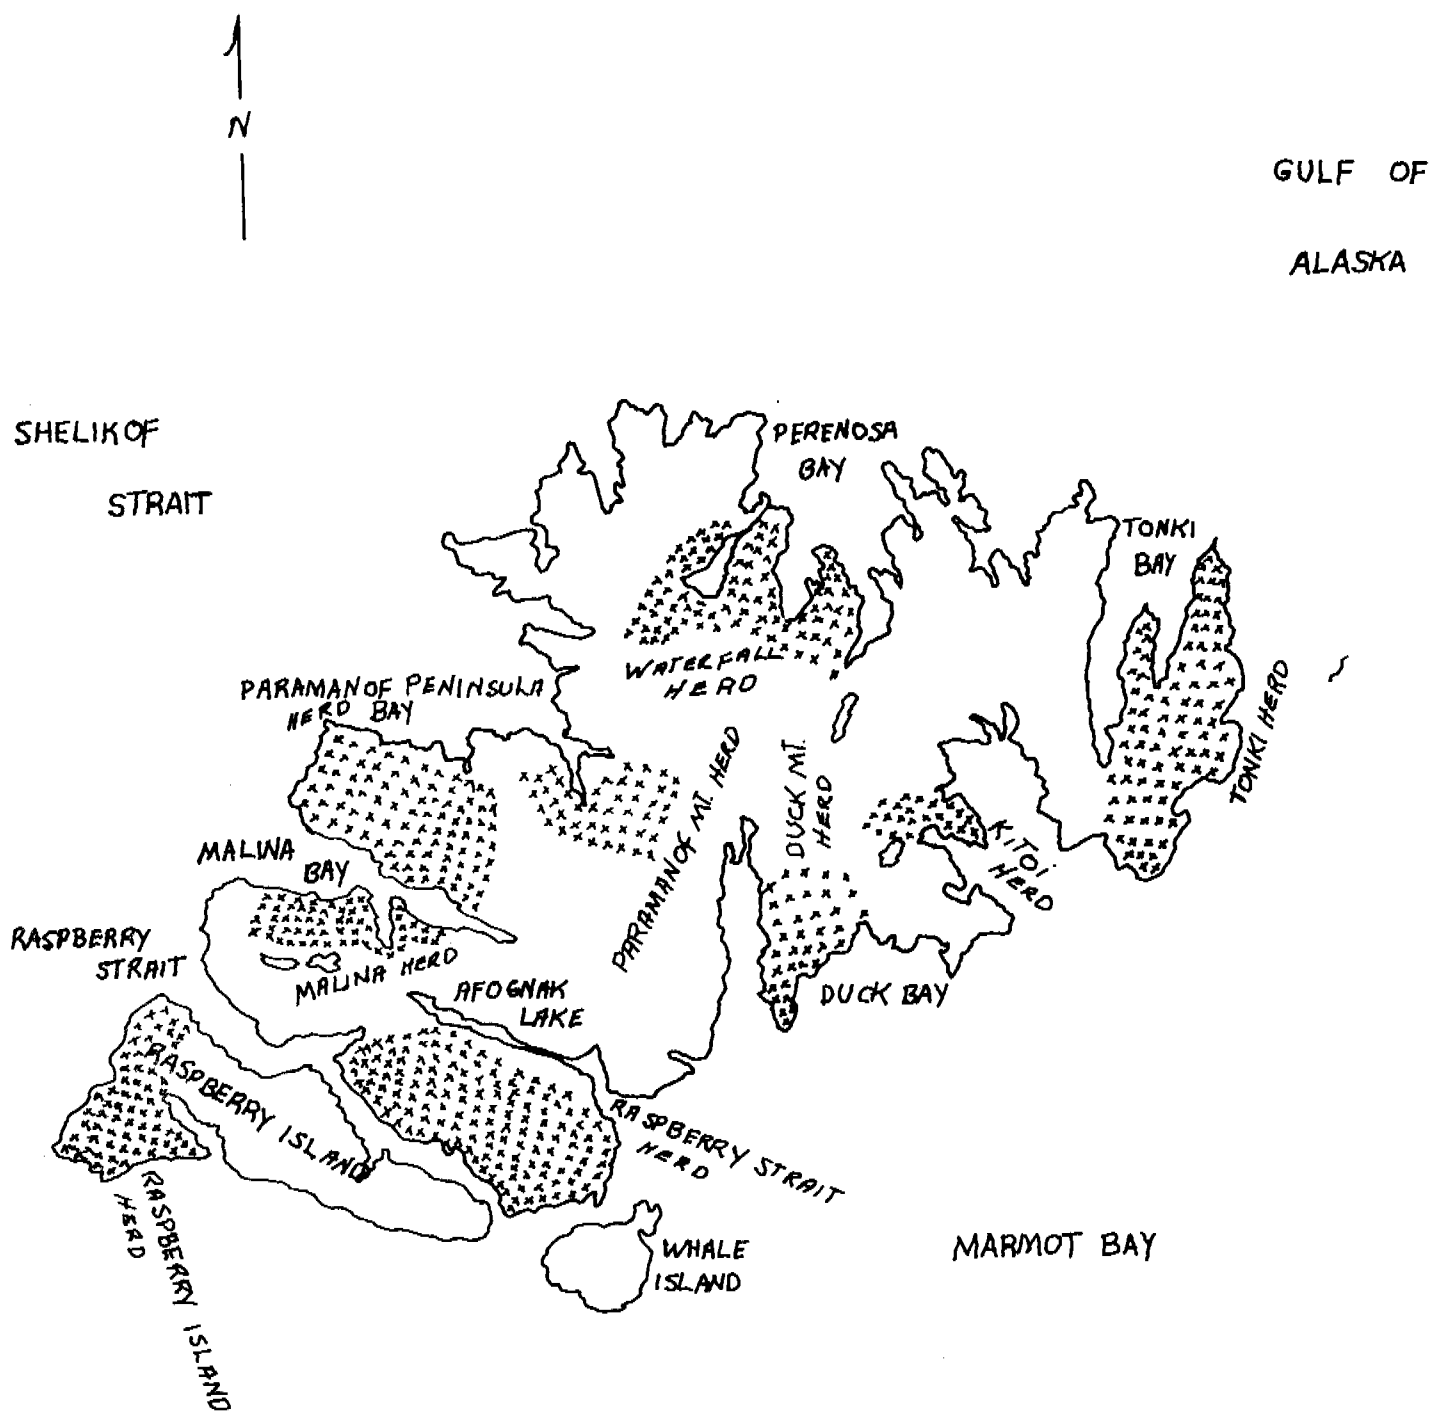 N
GULF OF
ALASKA
SHELIKOF
STRAIT
PERENOSA
BAY
TONKI
BAY
WATERFALL
HERD
PARAMANOF PENINSULA
HERD BAY
TONKI HERD
PARAMANOF MT. HERD
DUCK MT.
HERD
KITOI
HERD
MALINA
BAY
RASPBERRY
STRAIT
MALINA HERD
AFOGNAK
LAKE
DUCK BAY
RASPBERRY ISLAND
RASPBERRY STRAIT
HERD
RASPBERRY ISLAND
HERD
WHALE
ISLAND
MARMOT BAY